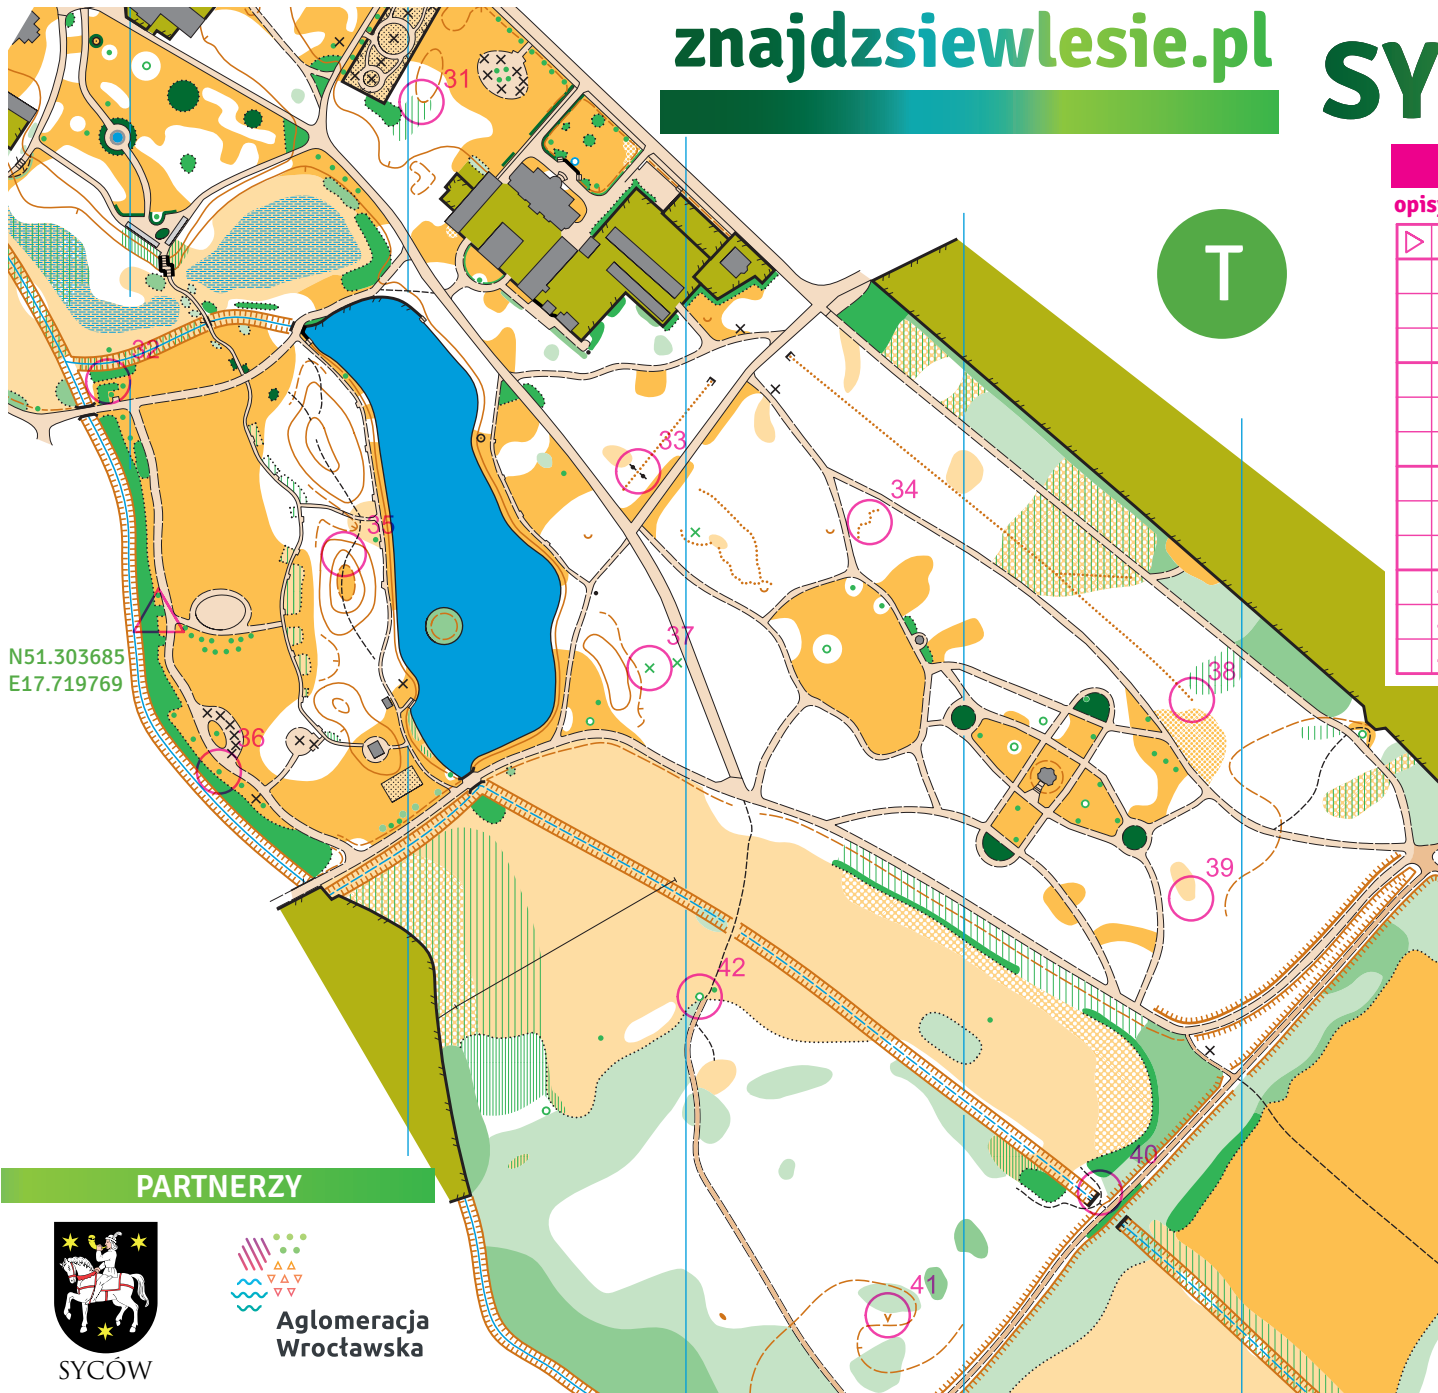 znajdzsiewlesie.pl
SY
T
opis
31
32
33
34
35
N51.303685
E17.719769
36
37
38
39
40
41
42
PARTNERZY
SYCÓW
Aglomeracja
Wrocławska